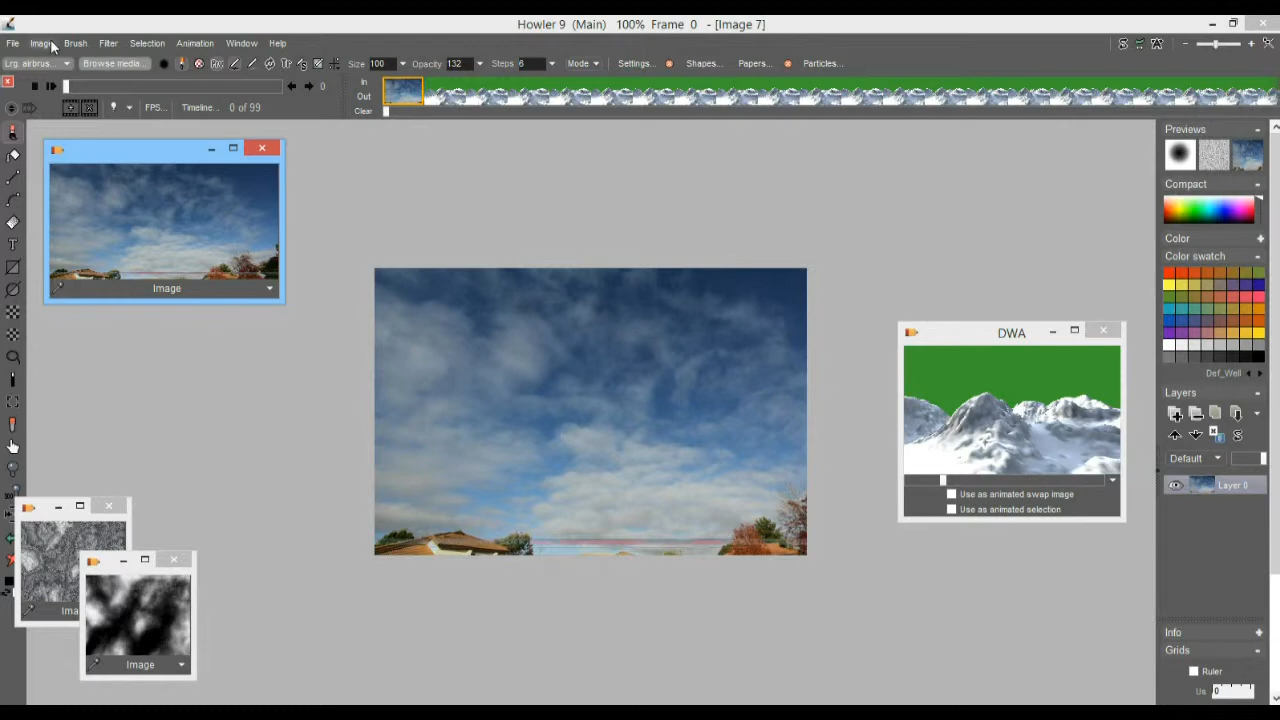 Howler 9 (Main) 100% Frame 0 - [Image 7]
File Image Brush Filter Selection Animation Window Help
Lrg. airbrus... Browse media... Size 100 Opacity 132 Steps 6 Mode Settings... Shapes... Papers... Particles...
0 In
Out
FPS... Timeline... 0 of 99 Clear
Previews
Compact
Color
Color swatch
Def_Well
Layers
Default
Layer 0
Info
Grids
Ruler
Us 0
Image
DWA
Use as animated swap image
Use as animated selection
Ima
Image